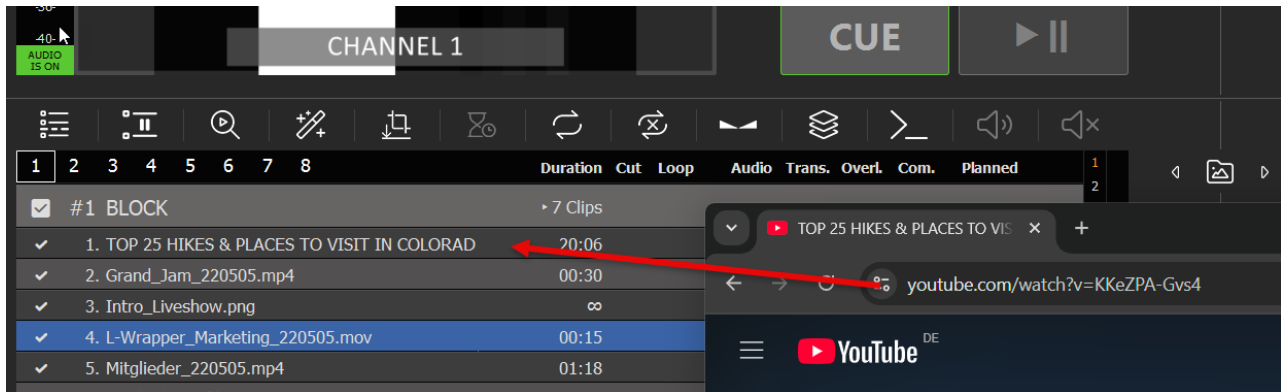 -30-
-40-
AUDIO
IS ON
CHANNEL 1
CUE
1 2 3 4 5 6 7 8 Duration Cut Loop Audio Trans. Overl. Com. Planned
1
2
#1 BLOCK 7 Clips
1. TOP 25 HIKES & PLACES TO VISIT IN COLORAD 20:06
2. Grand_Jam_220505.mp4 00:30
3. Intro_Liveshow.png ∞
4. L-Wrapper_Marketing_220505.mov 00:15
5. Mitglieder_220505.mp4 01:18
TOP 25 HIKES & PLACES TO VIS
youtube.com/watch?v=KKeZPA-Gvs4
YouTube DE